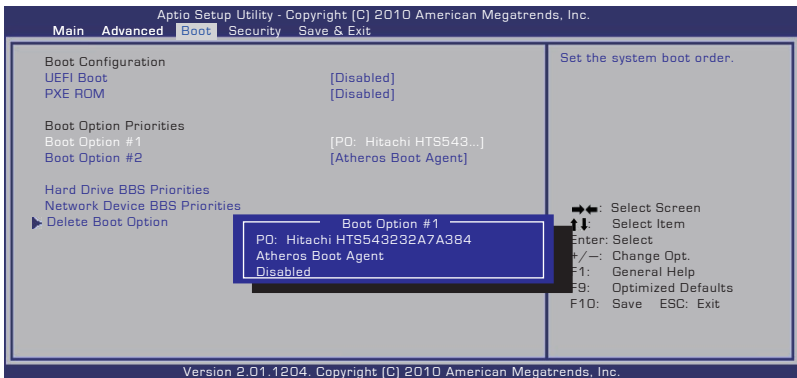 Aptio Setup Utility - Copyright (C) 2010 American Megatrends, Inc.
Main Advanced Boot Security Save & Exit
Boot Configuration
UEFI Boot [Disabled]
PXE ROM [Disabled]
Boot Option Priorities
Boot Option #1 [P0: Hitachi HTS543...]
Boot Option #2 [Atheros Boot Agent]
Hard Drive BBS Priorities
Network Device BBS Priorities
Delete Boot Option
Boot Option #1
P0: Hitachi HTS543232A7A384
Atheros Boot Agent
Disabled
Set the system boot order.
→←: Select Screen
↑↓: Select Item
Enter: Select
+/—: Change Opt.
F1: General Help
F9: Optimized Defaults
F10: Save ESC: Exit
Version 2.01.1204. Copyright (C) 2010 American Megatrends, Inc.